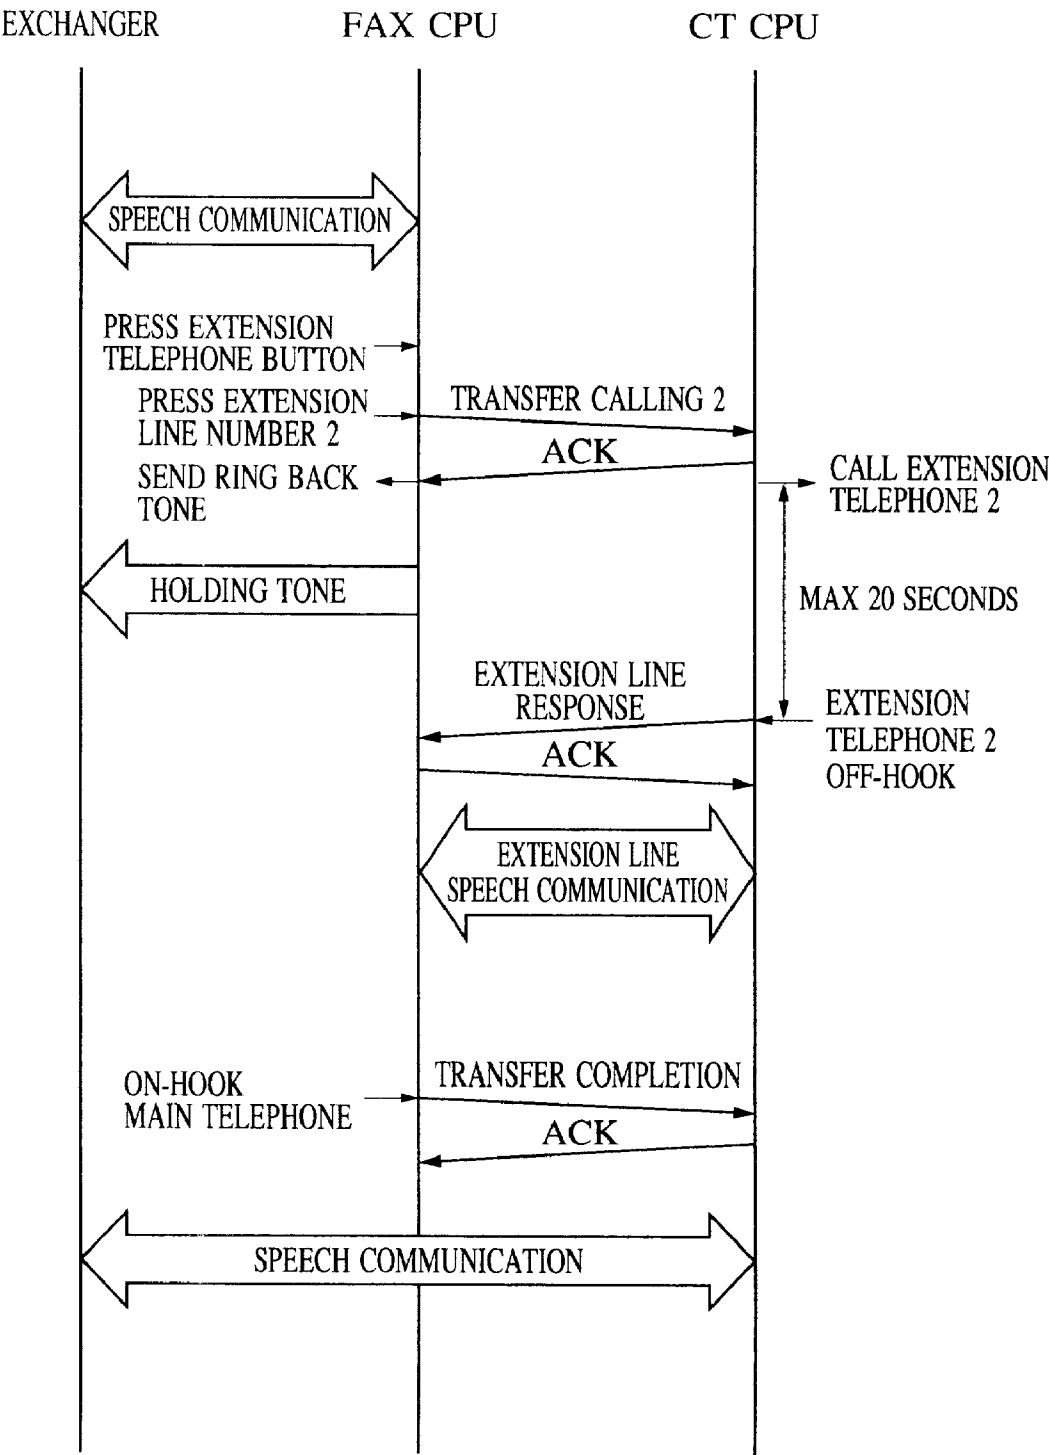 EXCHANGER
FAX CPU
CT CPU
SPEECH COMMUNICATION
PRESS EXTENSION
TELEPHONE BUTTON
PRESS EXTENSION
LINE NUMBER 2
TRANSFER CALLING 2
ACK
SEND RING BACK
TONE
CALL EXTENSION
TELEPHONE 2
HOLDING TONE
MAX 20 SECONDS
EXTENSION LINE
RESPONSE
EXTENSION
TELEPHONE 2
OFF-HOOK
ACK
EXTENSION LINE
SPEECH COMMUNICATION
ON-HOOK
MAIN TELEPHONE
TRANSFER COMPLETION
ACK
SPEECH COMMUNICATION